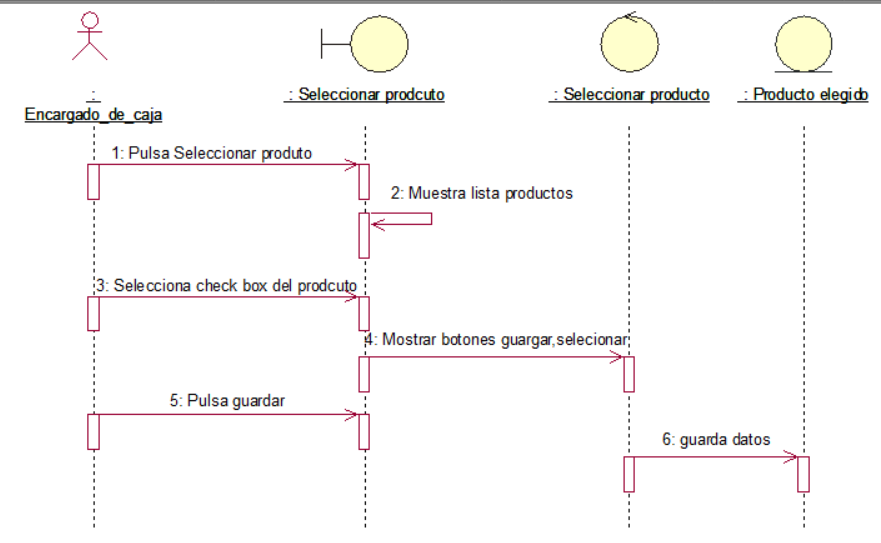 :
Encargado_de_caja
: Seleccionar prodcuto
: Seleccionar producto
: Producto elegido
1: Pulsa Seleccionar produto
2: Muestra lista productos
3: Selecciona check box del prodcuto
4: Mostrar botones guargar,selecionar
5: Pulsa guardar
6: guarda datos